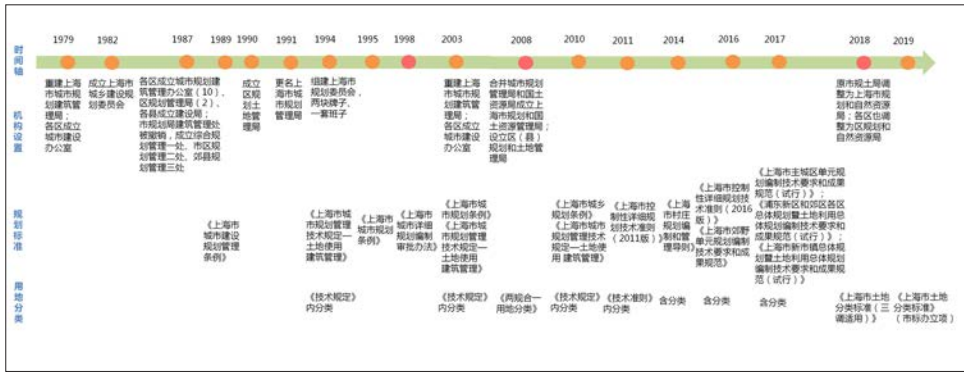 1979 1982 1987 1989 1990 1991 1994 1995 1998 2003 2008 2010 2011 2014 2016 2017 2018 2019
时间轴
机构设置
重建上海
市城市规
划建筑管
理局；
各区成立
城市建设
办公室
成立上海市
城乡建设规
划委员会
各区成立城市规划建
筑管理办公室（10）、
区规划管理局（2）、
各县成立建设局；
市规划局建筑管理处
被撤销，成立综合规
划管理一处、市区规
划管理二处、郊县规
划管理三处
成立
区规
划土
地管
理局
更名上
海市城
市规划
管理局
组建上海市
规划委员会，
两块牌子、
一套班子
重建上海
市城市规
划建筑管
理局；
各区成立
城市建设
办公室
合并城市规划
管理局和国土
资源局成立上
海市规划和国
土资源管理局；
设立区（县）
规划和土地管
理局
原市规土局调
整为上海市规
划和自然资源
局；各区也调
整为区规划和
自然资源局
规划标准
《上海市
城市建设
规划管理
条例》
《上海市城
市规划管理
技术规定—
土地使用
建筑管理》
《上海市
城市规划
条例》
《上海
城市详细
规划编制
审批办法》
《上海市城
市规划条例》
《上海市城
市规划管理
技术规定—
土地使用
建筑管理》
《上海市城乡
规划条例》
《上海市城市
规划管理技术
规定—土地使
用 建筑管理》
《上海市控
制性详细规
划技术准则
（2011版）》
《上海
市村庄
规划编
制和管
理导则》
《上海市控制
性详细规划技
术准则（2016
版）》
《上海市郊野
单元规划编制
技术要求和成
果规范》
《上海市主城区单元规
划编制技术要求和成果
规范（试行）》；
《浦东新区和郊区各区
总体规划暨土地利用总
体规划编制技术要求和
成果规范（试行）》；
《上海市新市镇总体规
划暨土地利用总体规划
编制技术要求和成果规
范（试行）》
用地分类
《技术规定》
内分类
《技术规定》
内分类
《两规合一
用地分类》
《技术规定》
内分类
《技术准则》
内分类
含分类
含分类
含分类
《上海市土地
分类标准（三
调适用）》
《上海市土地
分类标准》
（市标办立项）